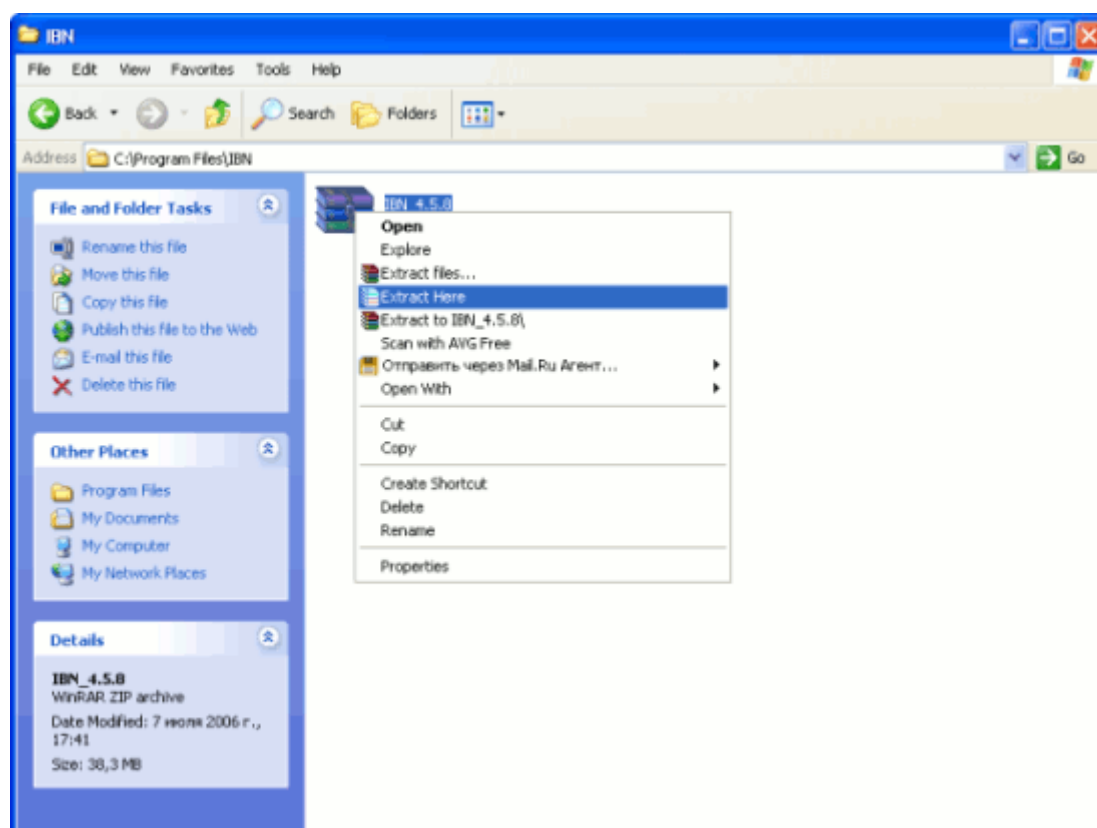 IBN
File Edit View Favorites Tools Help
Back Search Folders
Address C:\Program Files\IBN Go
File and Folder Tasks
Rename this file
Move this file
Copy this file
Publish this file to the Web
E-mail this file
Delete this file
Other Places
Program Files
My Documents
My Computer
My Network Places
Details
IBN_4.5.8
WinRAR ZIP archive
Date Modified: 7 июля 2006 г.,
17:41
Size: 38,3 MB
IBN_4.5.8
Open
Explore
Extract files...
Extract Here
Extract to IBN_4.5.8\
Scan with AVG Free
Отправить через Mail.Ru Агент...
Open With
Cut
Copy
Create Shortcut
Delete
Rename
Properties